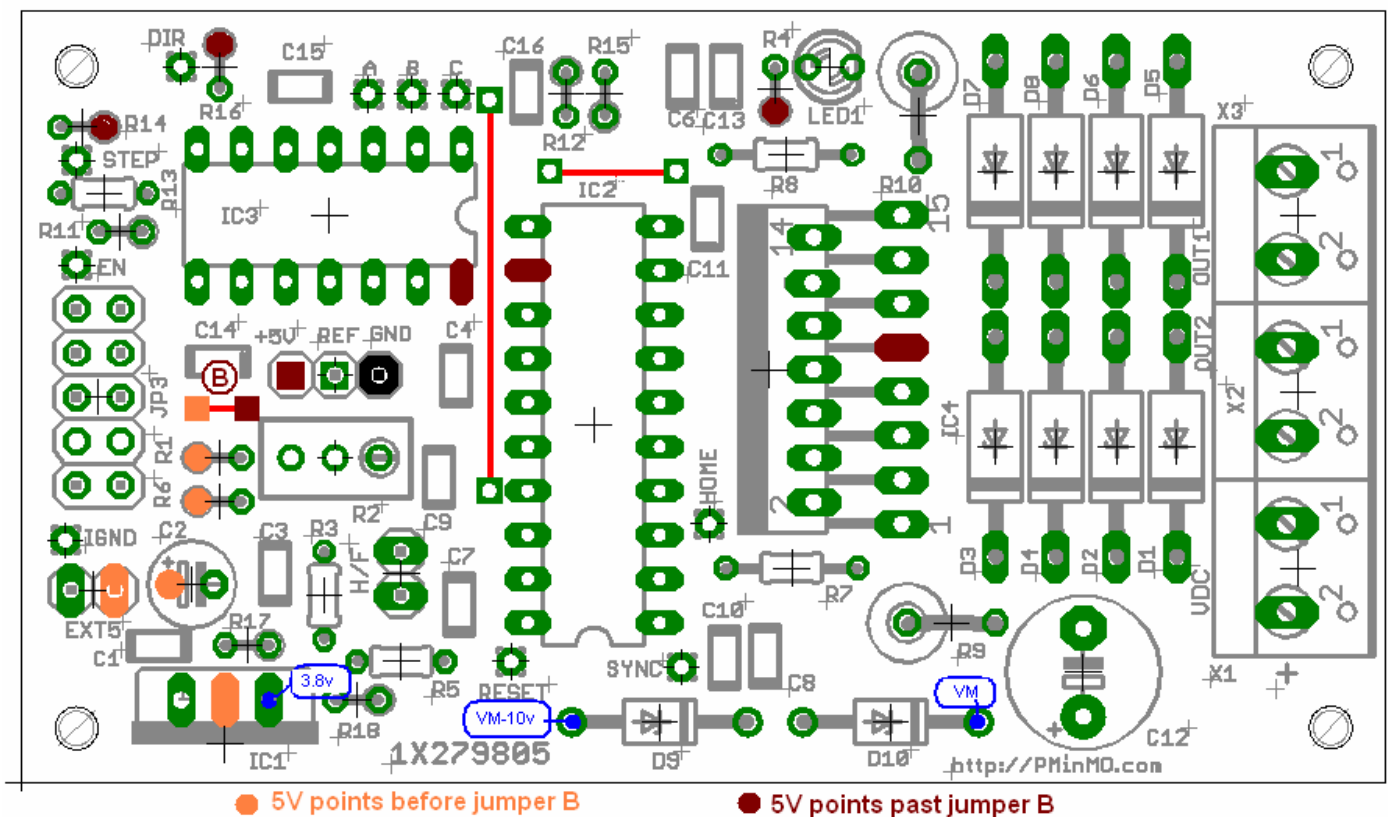 DIR
C15
A B C
C16
R15
R4
R16
R12
C6 C13
LED1
D7
D8
D6
D5
X3
R14
STEP
R13
R8
R10
1
2
IC3
IC2
14
15
R11
EN
C11
OUT1
C14
+5V
REF
GND
C4
B
JP3
OUT2
X2
1
2
R1
IC4
R6
R2
C9
HOME
2
1
1
2
IGND
C2
C3
R3
H/F
C7
R7
D3
D4
D2
D1
VDC
EXT5
R17
C1
C10
R9
X1
+
3.8v
R5
RESET
SYNC
C8
VM
R18
VM-10v
+
C12
IC1
1X279805
D9
D10
http://PMinMO.com
5V points before jumper B
5V points past jumper B